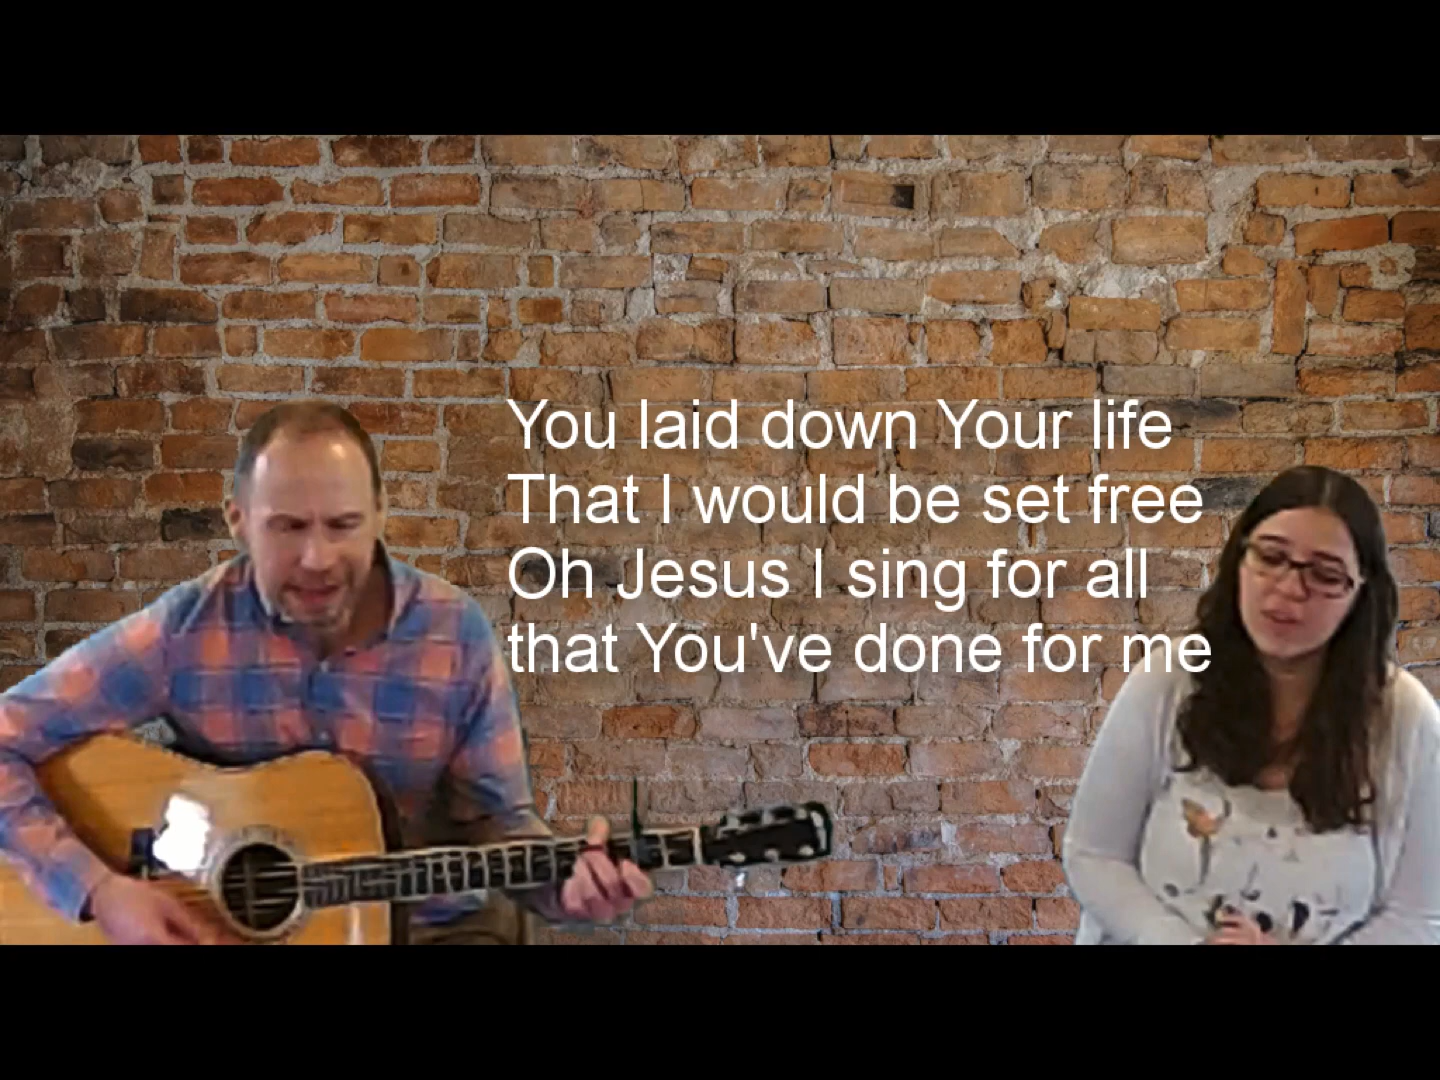 You laid down Your life
That I would be set free
Oh Jesus I sing for all
that You've done for me